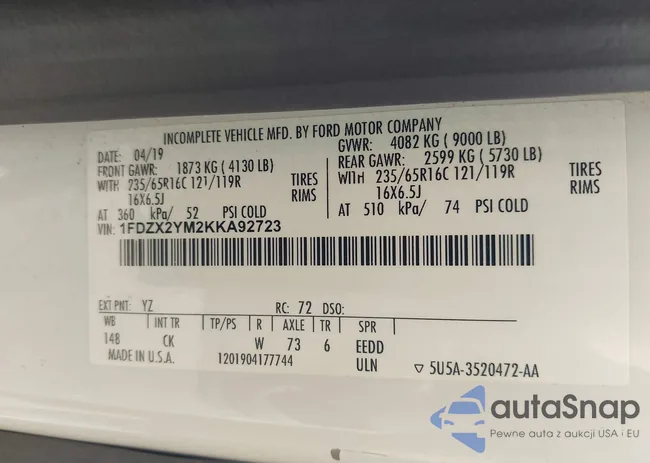 INCOMPLETE VEHICLE MFD. BY FORD MOTOR COMPANY
DATE: 04/19 GVWR: 4082 KG ( 9000 LB)
FRONT GAWR: 1873 KG ( 4130 LB) REAR GAWR: 2599 KG ( 5730 LB)
WITH 235/65R16C 121/119R TIRES WITH 235/65R16C 121/119R TIRES
16X6.5J RIMS 16X6.5J RIMS
AT 360 kPa/ 52 PSI COLD AT 510 kPa/ 74 PSI COLD
VIN: 1FDZX2YM2KKA92723
EXT PNT: YZ RC: 72 DSO:
WB INT TR TP/PS R AXLE TR SPR
148 CK W 73 6 EEDD
MADE IN U.S.A. 1201904177744 ULN ▽ 5U5A-3520472-AA
autaSnap
Pewne auta z aukcji USA i EU